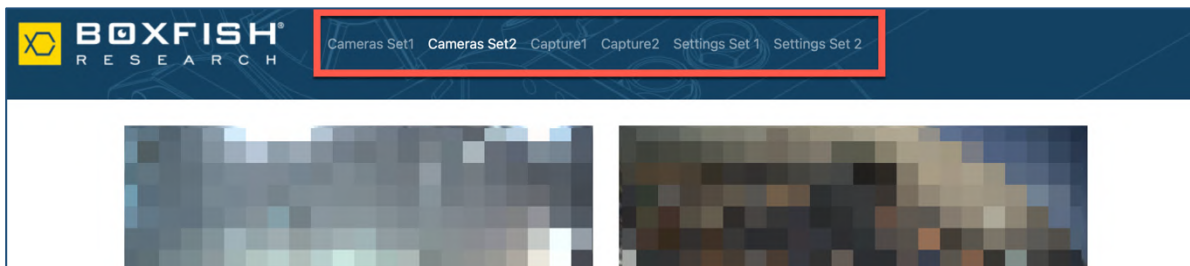 BOXFISH®
RESEARCH
Cameras Set1 Cameras Set2 Capture1 Capture2 Settings Set 1 Settings Set 2